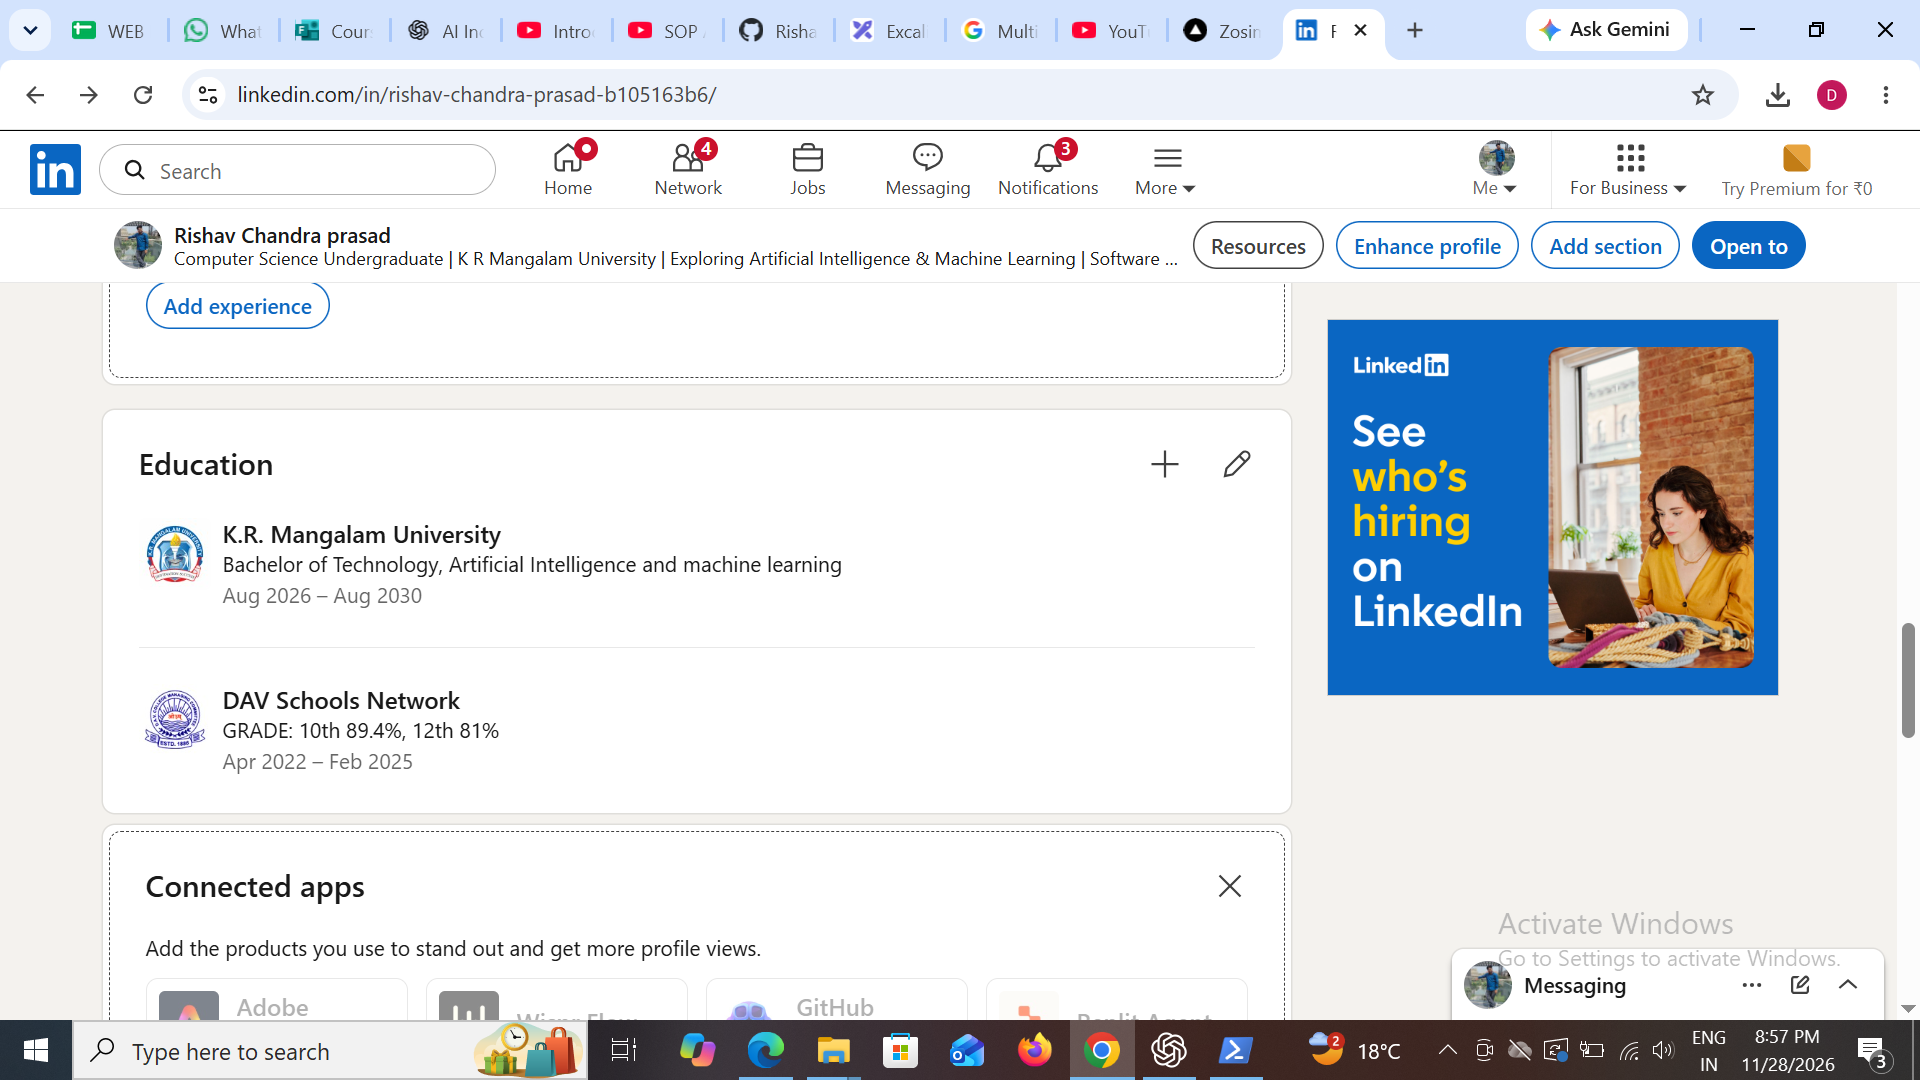 WEB
What
Cour
AI In
Intro
SOP
Risha
Excal
Multi
YouT
Zosin
Ask Gemini
linkedin.com/in/rishav-chandra-prasad-b105163b6/
D
in
Search
Home
4
Network
Jobs
Messaging
3
Notifications
More
Me
For Business
Try Premium for ₹0
Rishav Chandra prasad
Computer Science Undergraduate | K R Mangalam University | Exploring Artificial Intelligence & Machine Learning | Software ...
Resources
Enhance profile
Add section
Open to
Add experience
Education
K.R. Mangalam University
Bachelor of Technology, Artificial Intelligence and machine learning
Aug 2026 – Aug 2030
DAV Schools Network
GRADE: 10th 89.4%, 12th 81%
Apr 2022 – Feb 2025
Linked in
See
who's
hiring
on
LinkedIn
Connected apps
Add the products you use to stand out and get more profile views.
Adobe
GitHub
Activate Windows
Go to Settings to activate Windows.
Messaging
Type here to search
2
18°C
ENG
IN
8:57 PM
11/28/2026
3